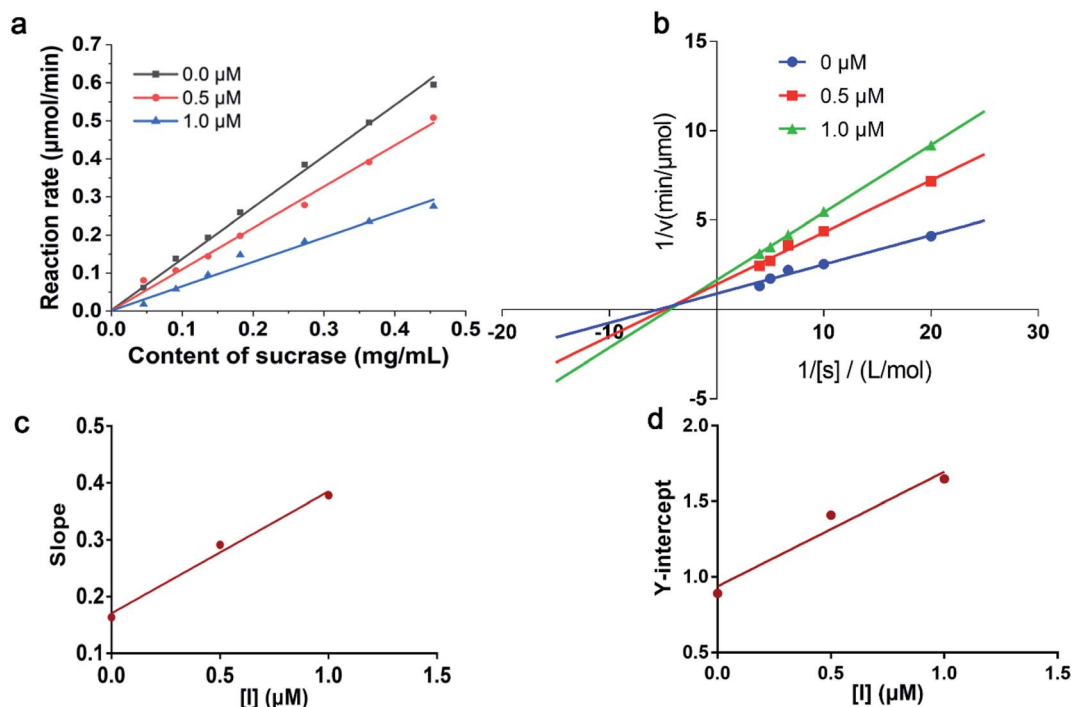 a
0.7
0.6
0.5
0.4
0.3
0.2
0.1
0.0
Reaction rate (µmol/min)
0.0 µM
0.5 µM
1.0 µM
0.0 0.1 0.2 0.3 0.4 0.5
Content of sucrase (mg/mL)
b
15
10
5
-5
1/v(min/µmol)
0 µM
0.5 µM
1.0 µM
-20 -10 10 20 30
1/[s] / (L/mol)
c
0.5
0.4
0.3
0.2
0.1
Slope
0.0 0.5 1.0 1.5
[I] (µM)
d
2.0
1.5
1.0
0.5
Y-intercept
0.0 0.5 1.0 1.5
[I] (µM)